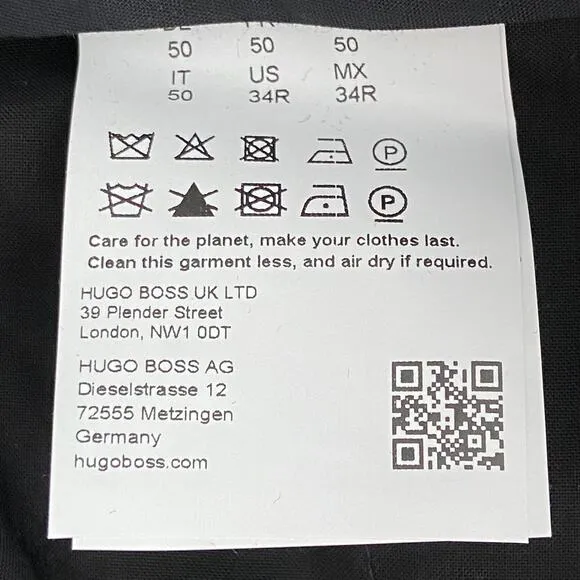 50 50 50
IT US MX
50 34R 34R
P
P
Care for the planet, make your clothes last.
Clean this garment less, and air dry if required.
HUGO BOSS UK LTD
39 Plender Street
London, NW1 0DT
HUGO BOSS AG
Dieselstrasse 12
72555 Metzingen
Germany
hugoboss.com